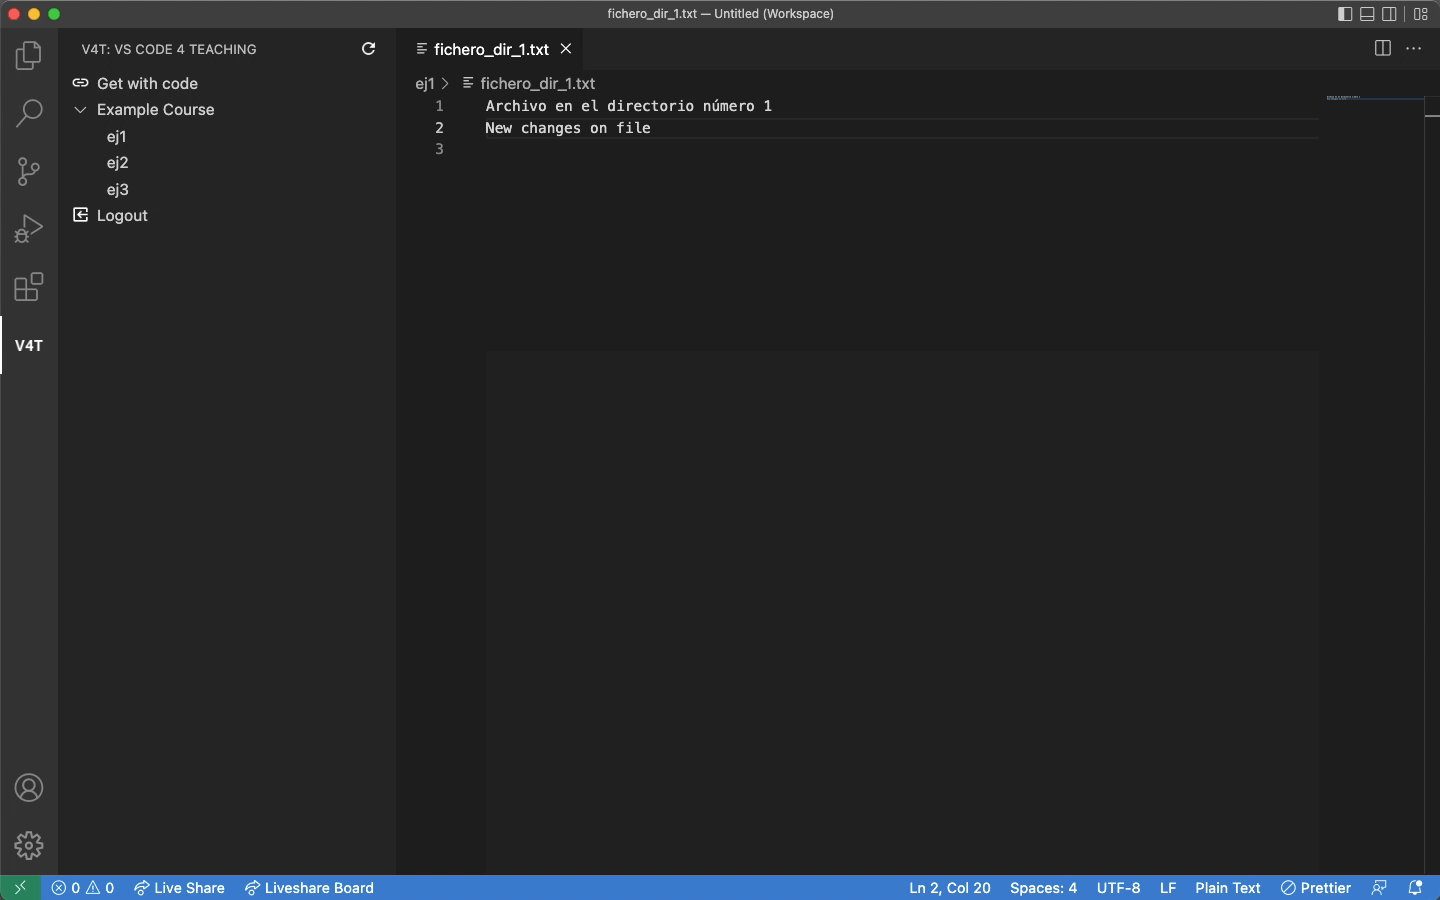 fichero_dir_1.txt — Untitled (Workspace)
V4T: VS CODE 4 TEACHING
Get with code
Example Course
ej1
ej2
ej3
Logout
V4T
fichero_dir_1.txt
ej1 > fichero_dir_1.txt
1 Archivo en el directorio número 1
2 New changes on file
3
0 0 Live Share Liveshare Board Ln 2, Col 20 Spaces: 4 UTF-8 LF Plain Text Prettier